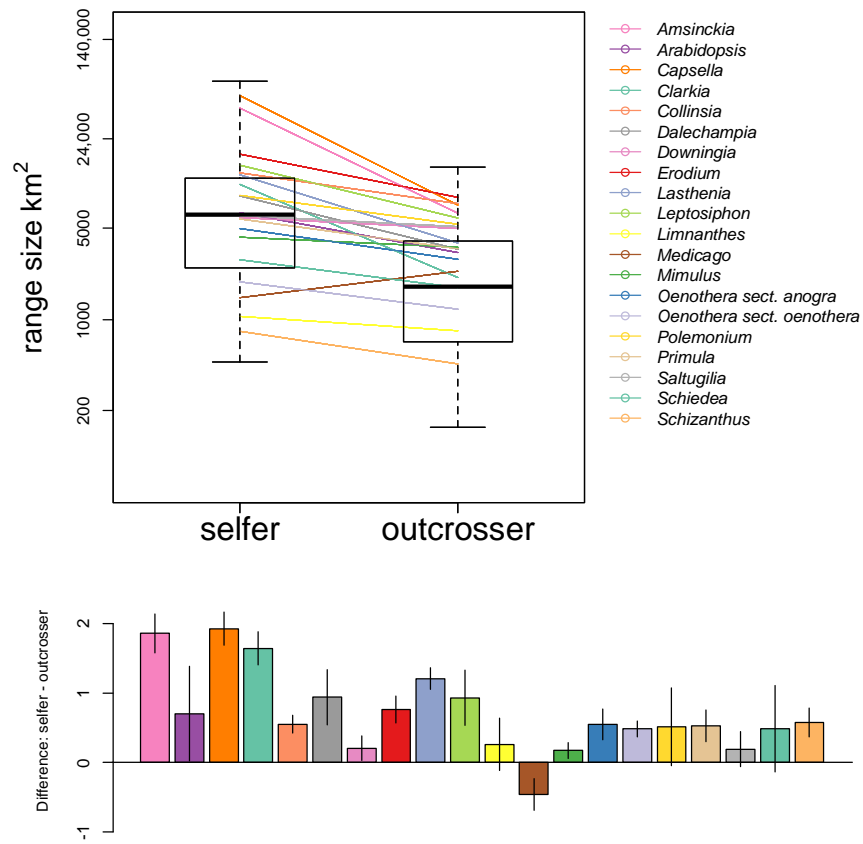 range size km²
140,000
24,000
5000
1000
200
selfer
outcrosser
Amsinckia
Arabidopsis
Capsella
Clarkia
Collinsia
Dalechampia
Downingia
Erodium
Lasthenia
Leptosiphon
Limnanthes
Medicago
Mimulus
Oenothera sect. anogra
Oenothera sect. oenothera
Polemonium
Primula
Saltugilia
Schiedea
Schizanthus
Difference: selfer - outcrosser
2
1
0
-1